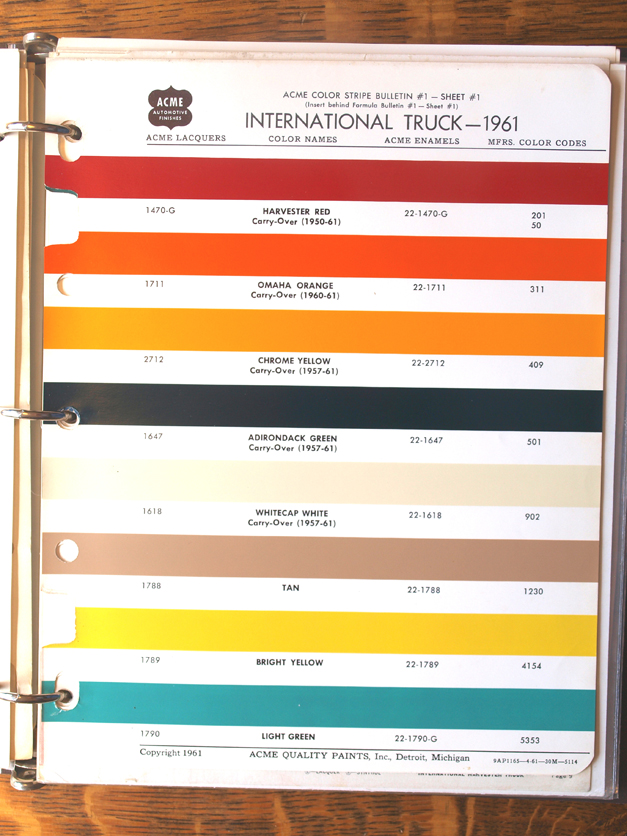 ACME
AUTOMOTIVE
FINISHES
ACME COLOR STRIPE BULLETIN #1 — SHEET #1
(Insert behind Formula Bulletin #1 — Sheet #1)
INTERNATIONAL TRUCK—1961
ACME LACQUERS COLOR NAMES ACME ENAMELS MFRS. COLOR CODES
1470-G HARVESTER RED 22-1470-G 201
Carry-Over (1950-61) 50
1711 OMAHA ORANGE 22-1711 311
Carry-Over (1960-61)
2712 CHROME YELLOW 22-2712 409
Carry-Over (1957-61)
1647 ADIRONDACK GREEN 22-1647 501
Carry-Over (1957-61)
1618 WHITECAP WHITE 22-1618 902
Carry-Over (1957-61)
1788 TAN 22-1788 1230
1789 BRIGHT YELLOW 22-1789 4154
1790 LIGHT GREEN 22-1790-G 5353
Copyright 1961 ACME QUALITY PAINTS, Inc., Detroit, Michigan 9AP1165—4-61—30M—5114